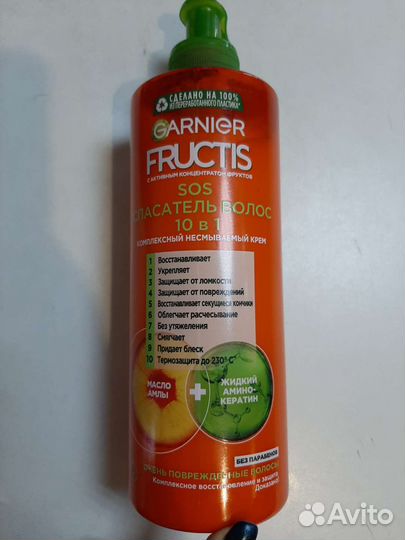 СДЕЛАНО НА 100%
ИЗ ПЕРЕРАБОТАННОГО ПЛАСТИКА*
GARNIER
FRUCTIS
С АКТИВНЫМ КОНЦЕНТРАТОМ ФРУКТОВ
SOS
СПАСАТЕЛЬ ВОЛОС
10 в 1
КОМПЛЕКСНЫЙ НЕСМЫВАЕМЫЙ КРЕМ
1 Восстанавливает
2 Укрепляет
3 Защищает от ломкости
4 Защищает от повреждений
5 Восстанавливает секущиеся кончики
6 Облегчает расчесывание
7 Без утяжеления
8 Смягчает
9 Придает блеск
10 Термозащита до 230° С
МАСЛО
АМЛЫ
+
ЖИДКИЙ
АМИНО-
КЕРАТИН
БЕЗ ПАРАБЕНОВ
ОЧЕНЬ ПОВРЕЖДЕННЫЕ ВОЛОСЫ
Комплексное восстановление и защита
Доказано
Avito